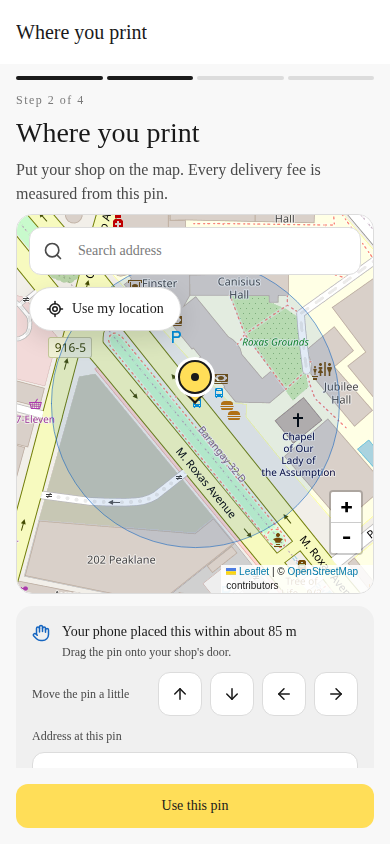 Where you print
Step 2 of 4
Where you print
Put your shop on the map. Every delivery fee is
measured from this pin.
Hall
Search address
Finster
Canisius
Hall
Use my location
P
Roxas Grounds
916-5
Jubilee
Hall
7-Eleven
Chapel
of Our
Lady of
the Assumption
Barangay 32-D
M. Roxas Avenue
+
-
202 Peaklane
Leaflet | © OpenStreetMap
contributors
Your phone placed this within about 85 m
Drag the pin onto your shop's door.
Move the pin a little
Address at this pin
Use this pin